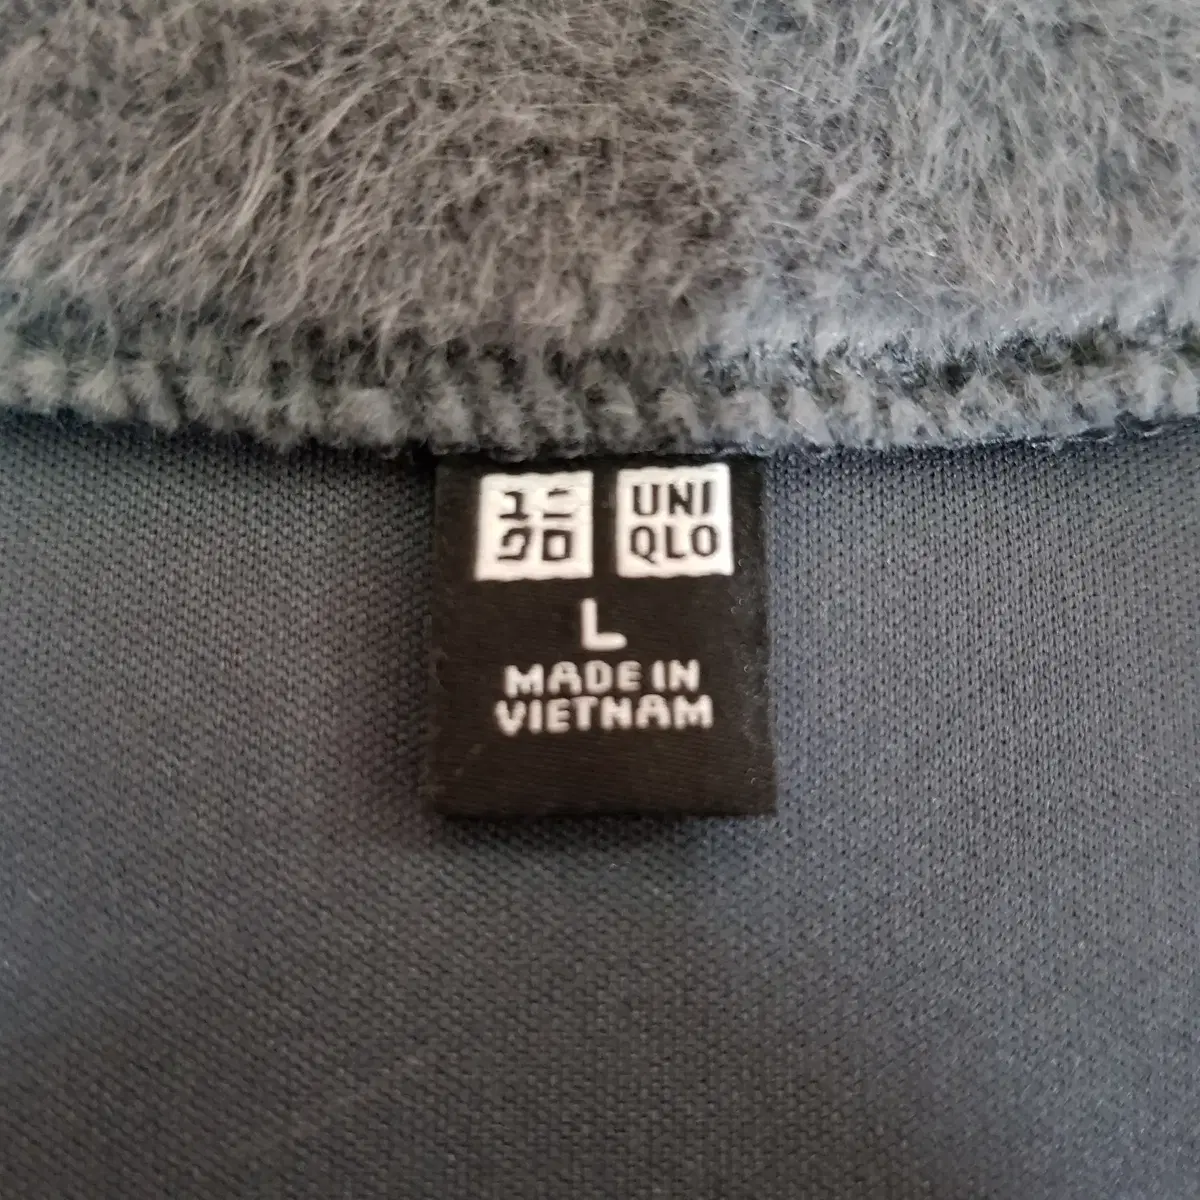 ユニ UNI
クロ QLO
L
MADE IN
VIETNAM